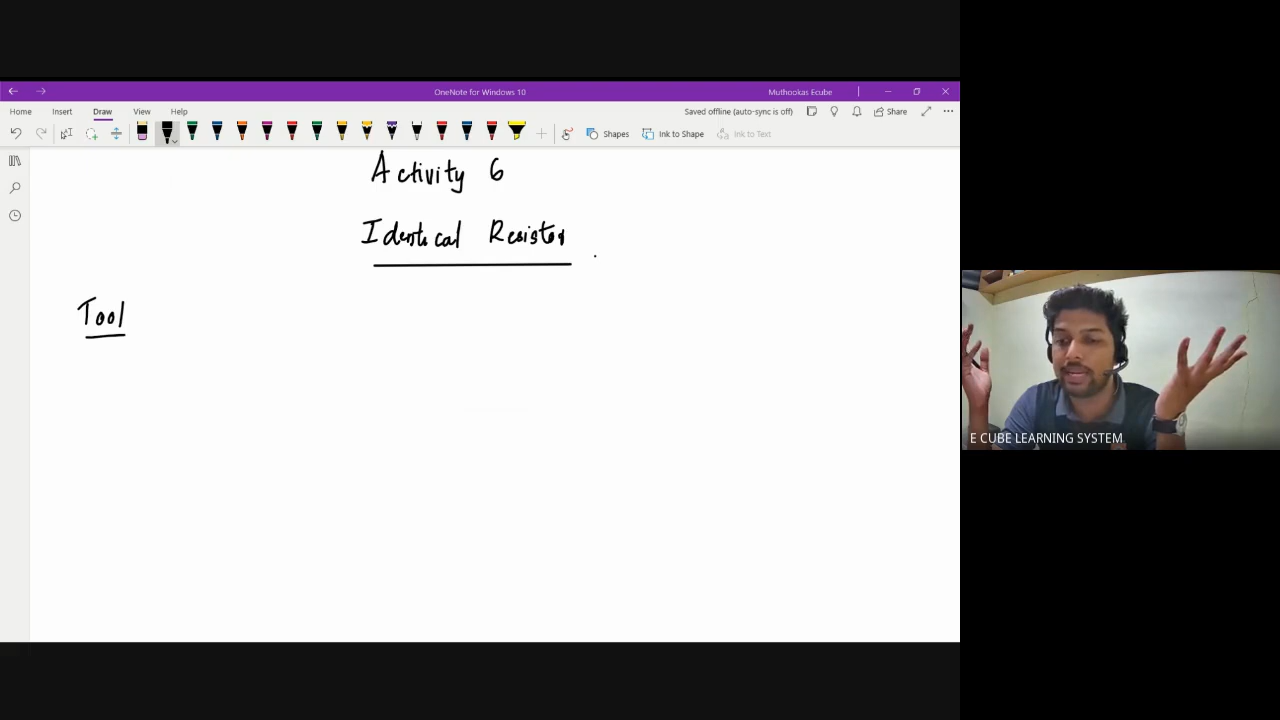 OneNote for Windows 10
Muthookas Ecube
Home Insert Draw View Help
Saved offline (auto-sync is off)
Share
Shapes
Ink to Shape
Ink to Text
Activity 6
Identical Resistor
Tool
E CUBE LEARNING SYSTEM